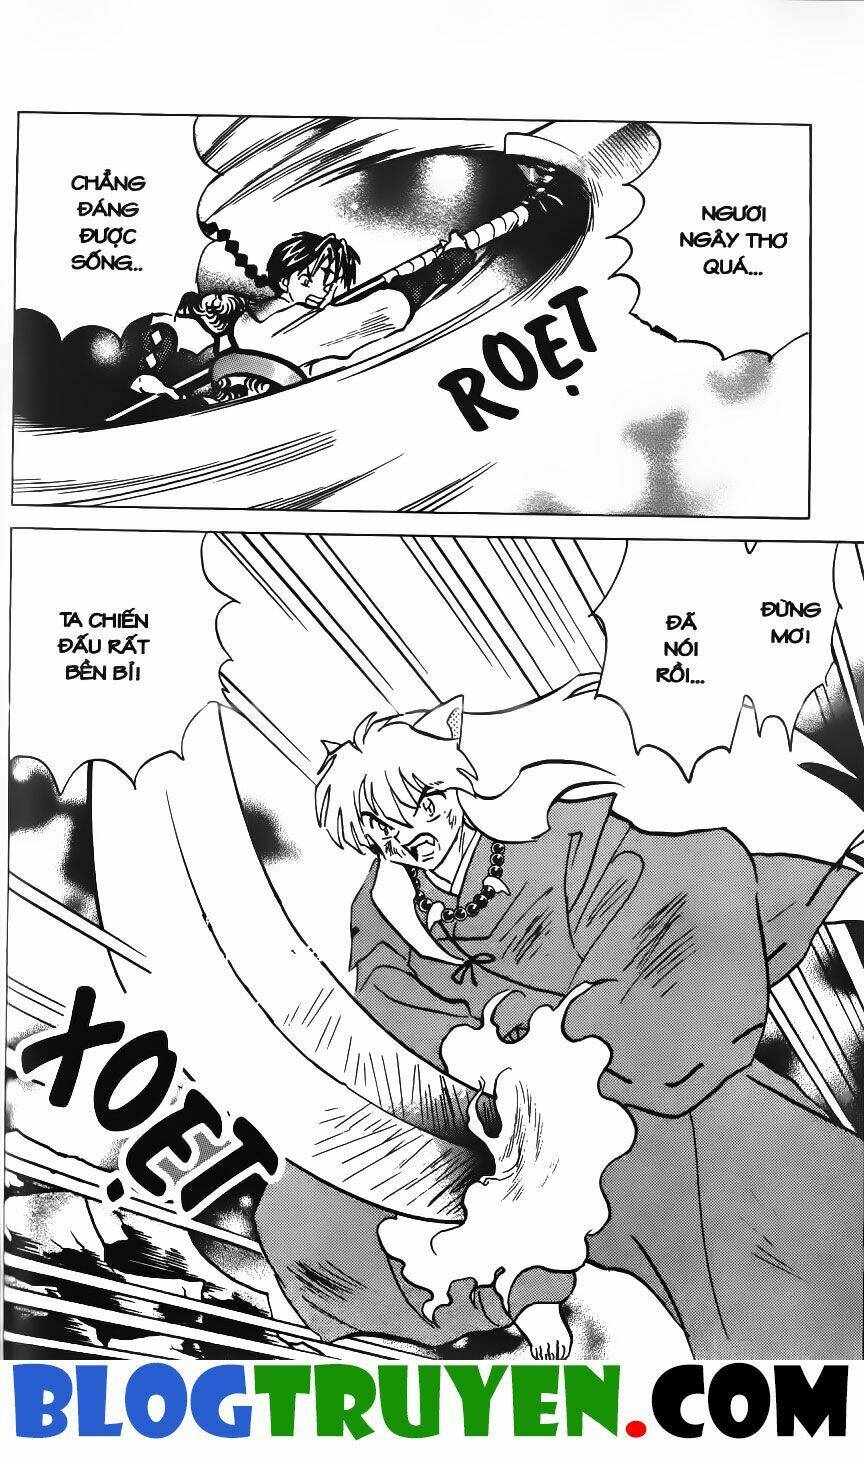 NGƯƠI
NGÂY THƠ
QUÁ...
CHẲNG
ĐÁNG
ĐƯỢC
SỐNG...
ROẸT
ĐỪNG
MƠ!
ĐÃ
NÓI
RỒI...
TA CHIẾN
ĐẤU RẤT
BỀN BỈ!
XOẸT
BLOGTRUYEN.COM